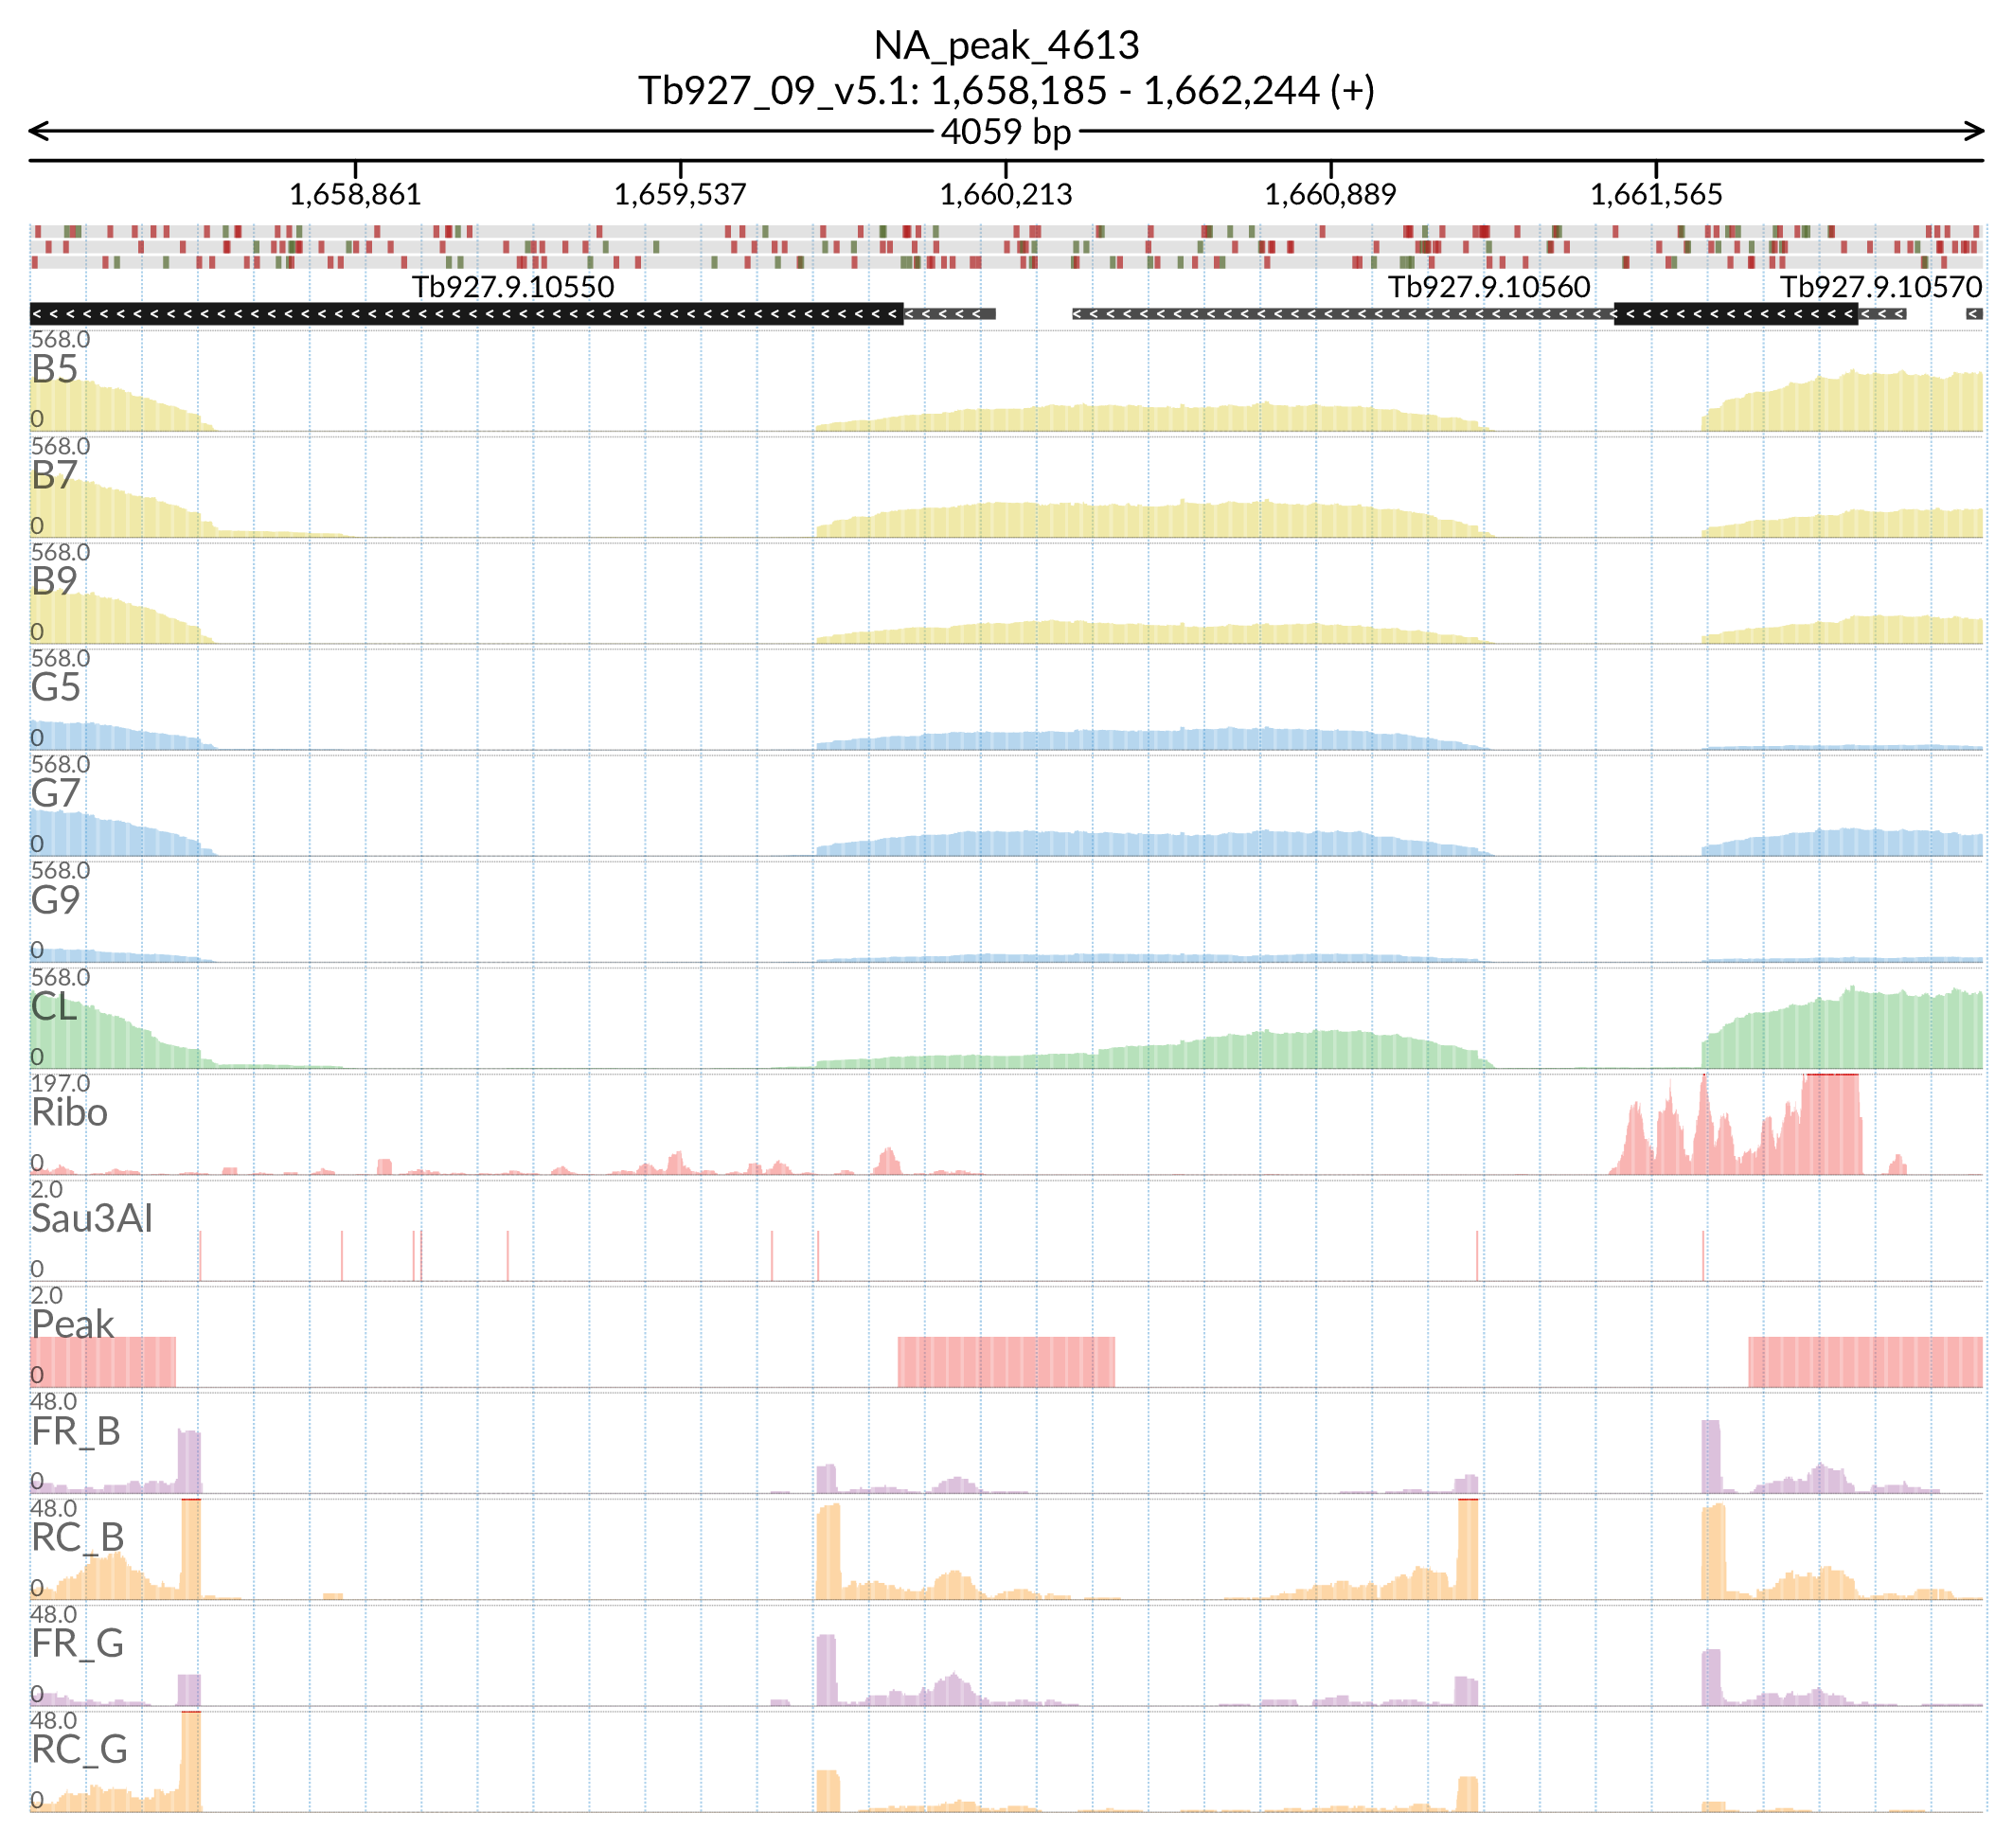 NA_peak_4613
Tb927_09_v5.1: 1,658,185 - 1,662,244 (+)
4059 bp
1,658,861 1,659,537 1,660,213 1,660,889 1,661,565
Tb927.9.10550 Tb927.9.10560 Tb927.9.10570
568.0
B5
0
568.0
B7
0
568.0
B9
0
568.0
G5
0
568.0
G7
0
568.0
G9
0
568.0
CL
0
197.0
Ribo
0
2.0
Sau3AI
0
2.0
Peak
0
48.0
FR_B
0
48.0
RC_B
0
48.0
FR_G
0
48.0
RC_G
0